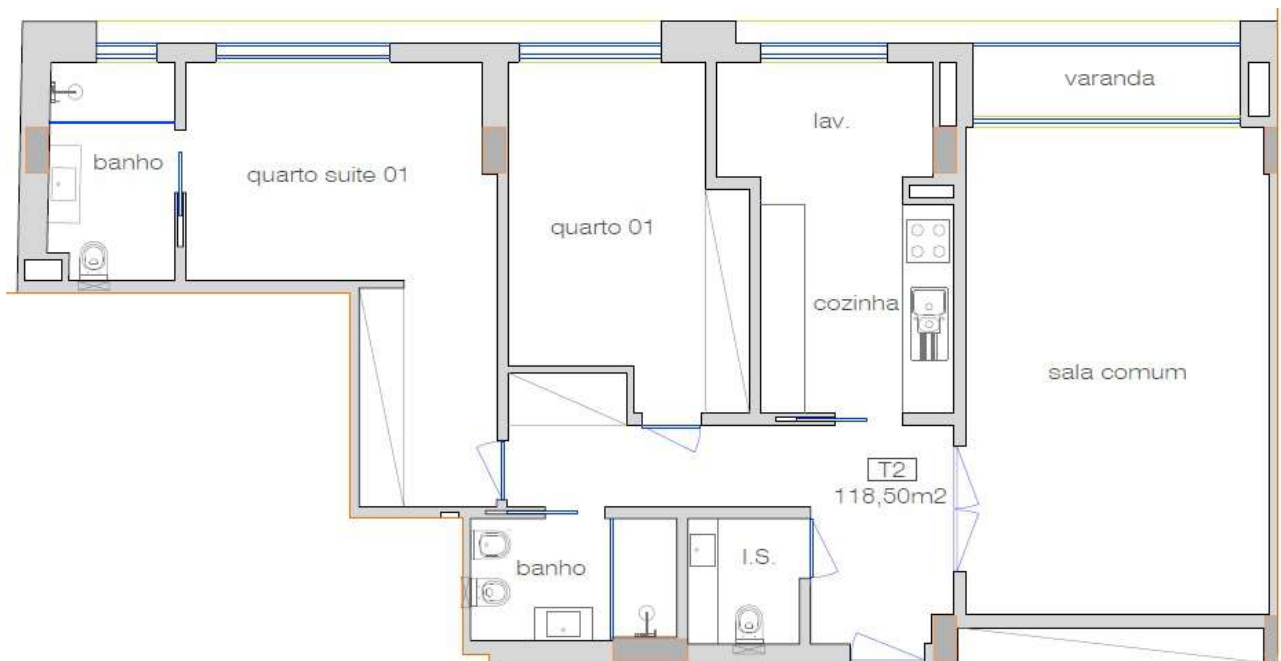 varanda
lav.
banho
quarto suite 01
quarto 01
cozinha
sala comum
T2
118,50m2
I.S.
banho